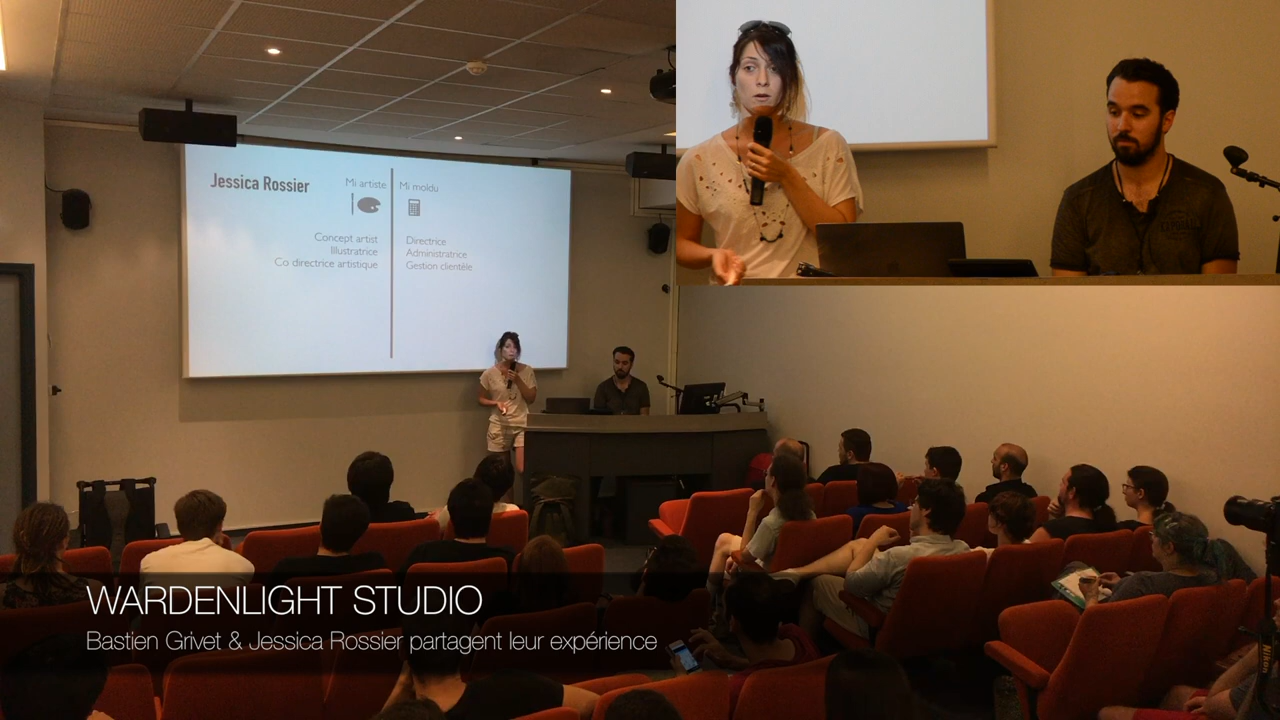 Jessica Rossier
Mi artiste
Mi moldu
Concept artist
Illustratrice
Co directrice artistique
Directrice
Administratrice
Gestion clientèle
WARDENLIGHT STUDIO
Bastien Grivet & Jessica Rossier partagent leur expérience
Nikon